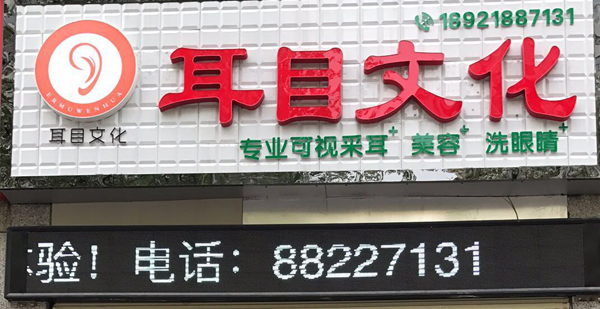 16921887131
耳目文化
ERMUWENHUA
耳目文化
专业可视采耳+ 美容+ 洗眼睛+
验！电话：88227131